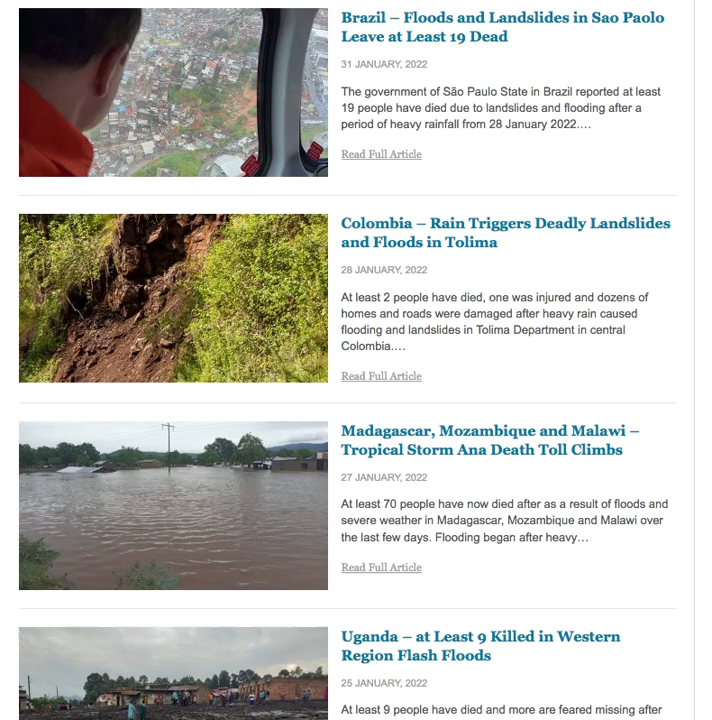 Brazil – Floods and Landslides in Sao Paolo
Leave at Least 19 Dead
31 JANUARY, 2022
The government of São Paulo State in Brazil reported at least
19 people have died due to landslides and flooding after a
period of heavy rainfall from 28 January 2022....
Read Full Article
Colombia – Rain Triggers Deadly Landslides
and Floods in Tolima
28 JANUARY, 2022
At least 2 people have died, one was injured and dozens of
homes and roads were damaged after heavy rain caused
flooding and landslides in Tolima Department in central
Colombia....
Read Full Article
Madagascar, Mozambique and Malawi –
Tropical Storm Ana Death Toll Climbs
27 JANUARY, 2022
At least 70 people have now died after as a result of floods and
severe weather in Madagascar, Mozambique and Malawi over
the last few days. Flooding began after heavy...
Read Full Article
Uganda – at Least 9 Killed in Western
Region Flash Floods
25 JANUARY, 2022
At least 9 people have died and more are feared missing after